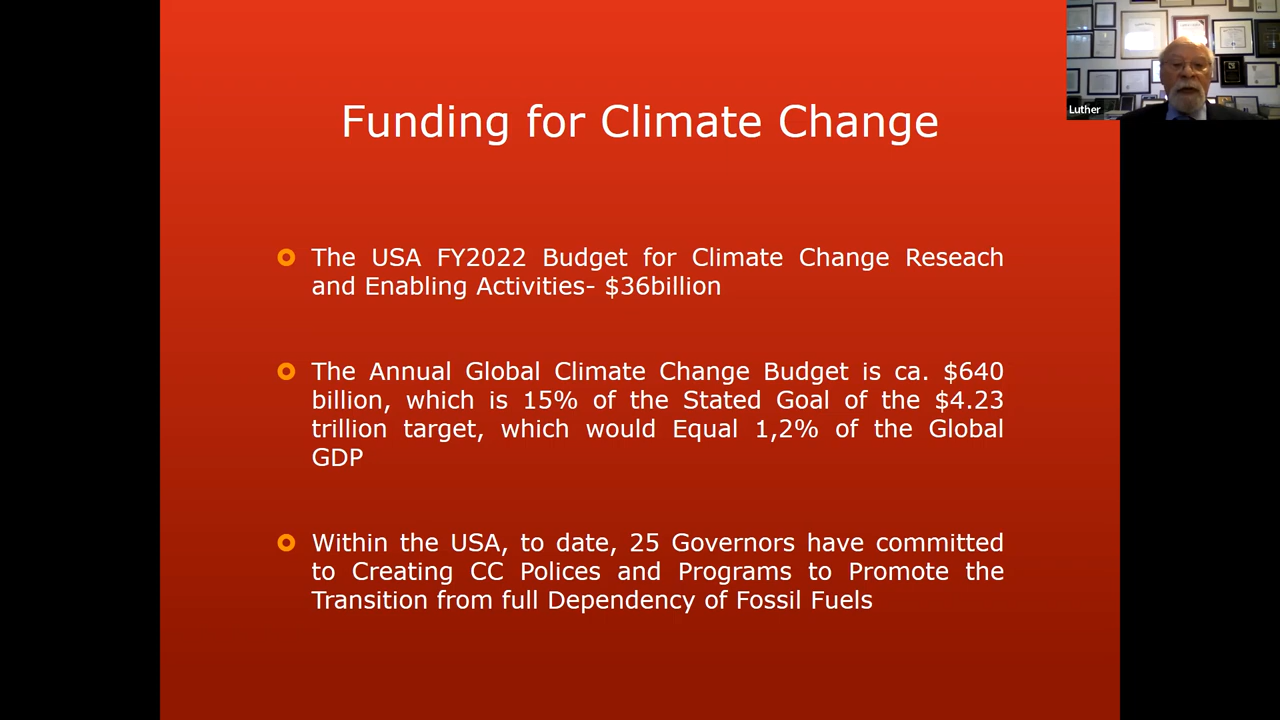 Funding for Climate Change
Luther
The USA FY2022 Budget for Climate Change Reseach
and Enabling Activities- $36billion
The Annual Global Climate Change Budget is ca. $640
billion, which is 15% of the Stated Goal of the $4.23
trillion target, which would Equal 1,2% of the Global
GDP
Within the USA, to date, 25 Governors have committed
to Creating CC Polices and Programs to Promote the
Transition from full Dependency of Fossil Fuels